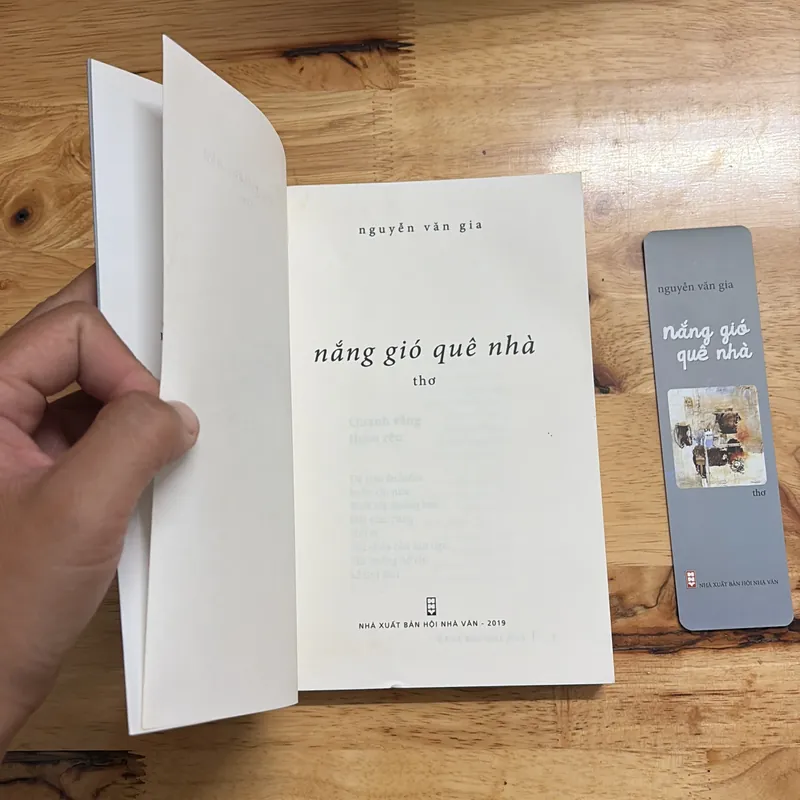 nguyễn văn gia
nắng gió quê nhà
thơ
NHÀ XUẤT BẢN HỘI NHÀ VĂN - 2019
nguyễn văn gia
nắng gió
quê nhà
thơ
NHÀ XUẤT BẢN HỘI NHÀ VĂN